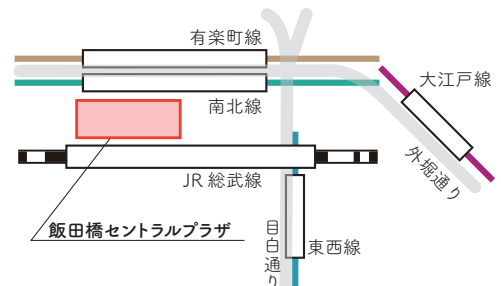 有楽町線
大江戸線
南北線
外堀通り
JR 総武線
飯田橋セントラルプラザ
目白通り
東西線